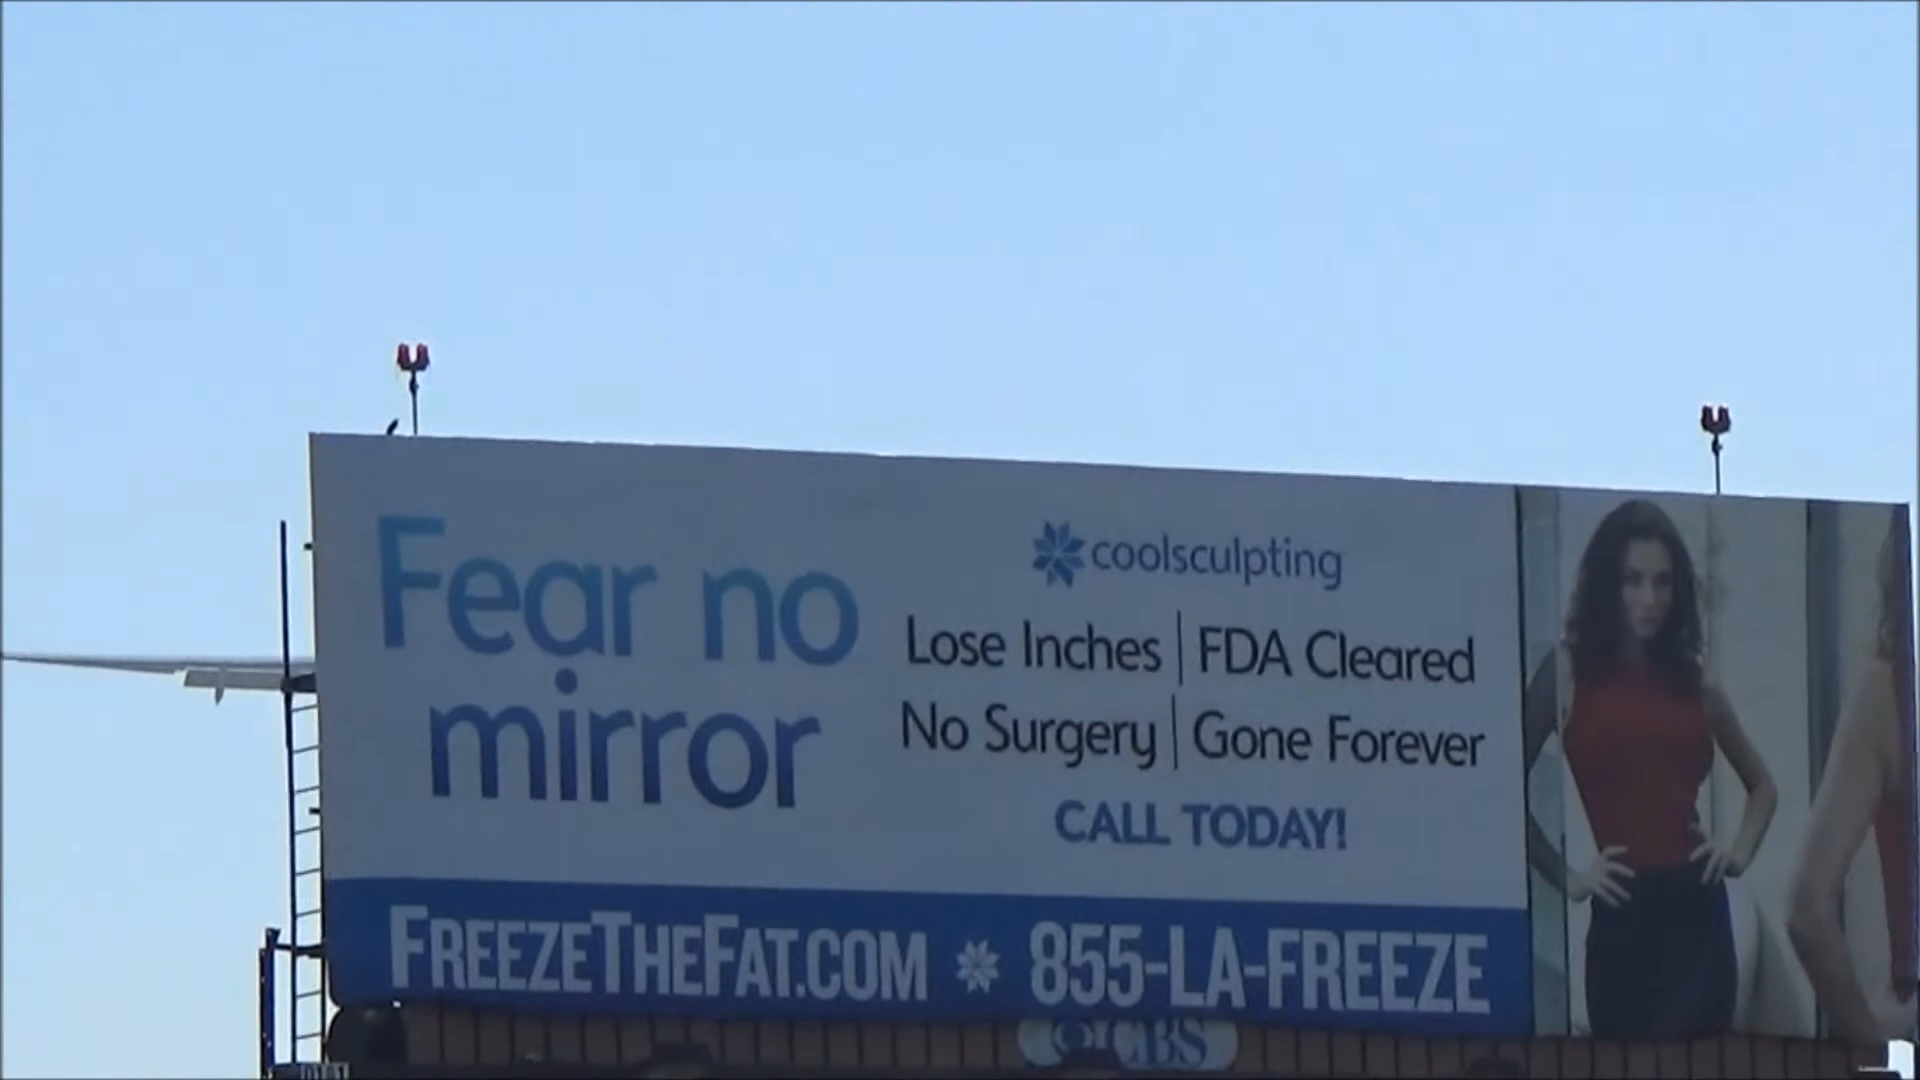 Fear no
mirror
coolsculpting
Lose Inches | FDA Cleared
No Surgery | Gone Forever
CALL TODAY!
FREEZETHEFAT.COM 855-LA-FREEZE
CBS